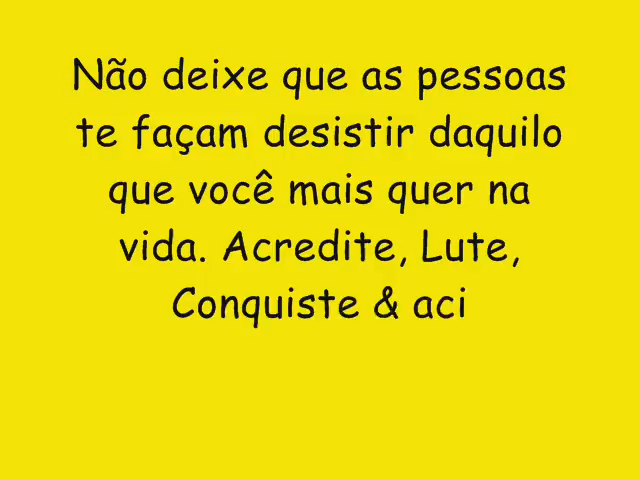 Não deixe que as pessoas
te façam desistir daquilo
que você mais quer na
vida. Acredite, Lute,
Conquiste & aci